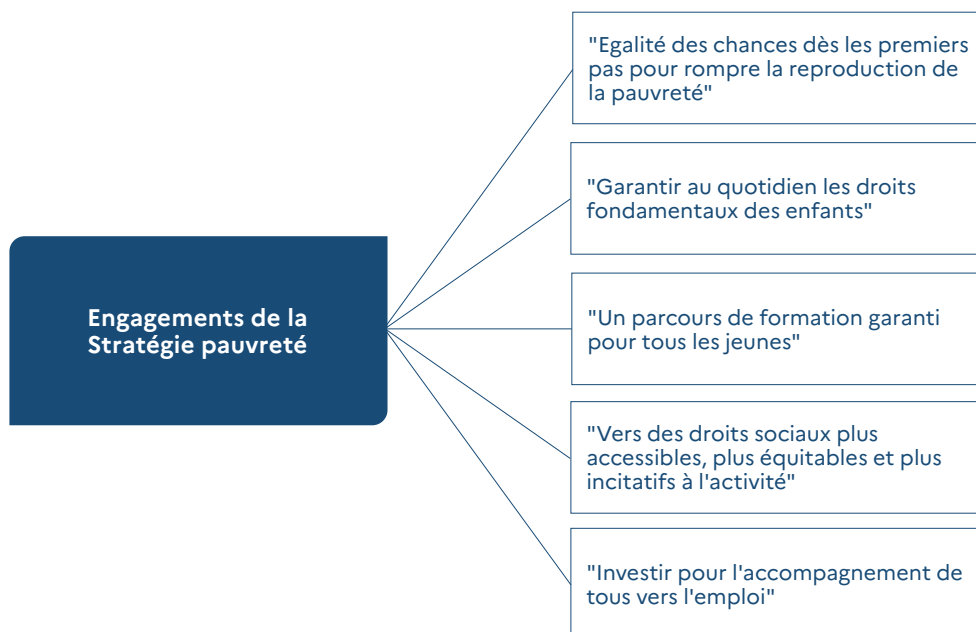 "Egalité des chances dès les premiers
pas pour rompre la reproduction de
la pauvreté"
"Garantir au quotidien les droits
fondamentaux des enfants"
Engagements de la
Stratégie pauvreté
"Un parcours de formation garanti
pour tous les jeunes"
"Vers des droits sociaux plus
accessibles, plus équitables et plus
incitatifs à l'activité"
"Investir pour l'accompagnement de
tous vers l'emploi"